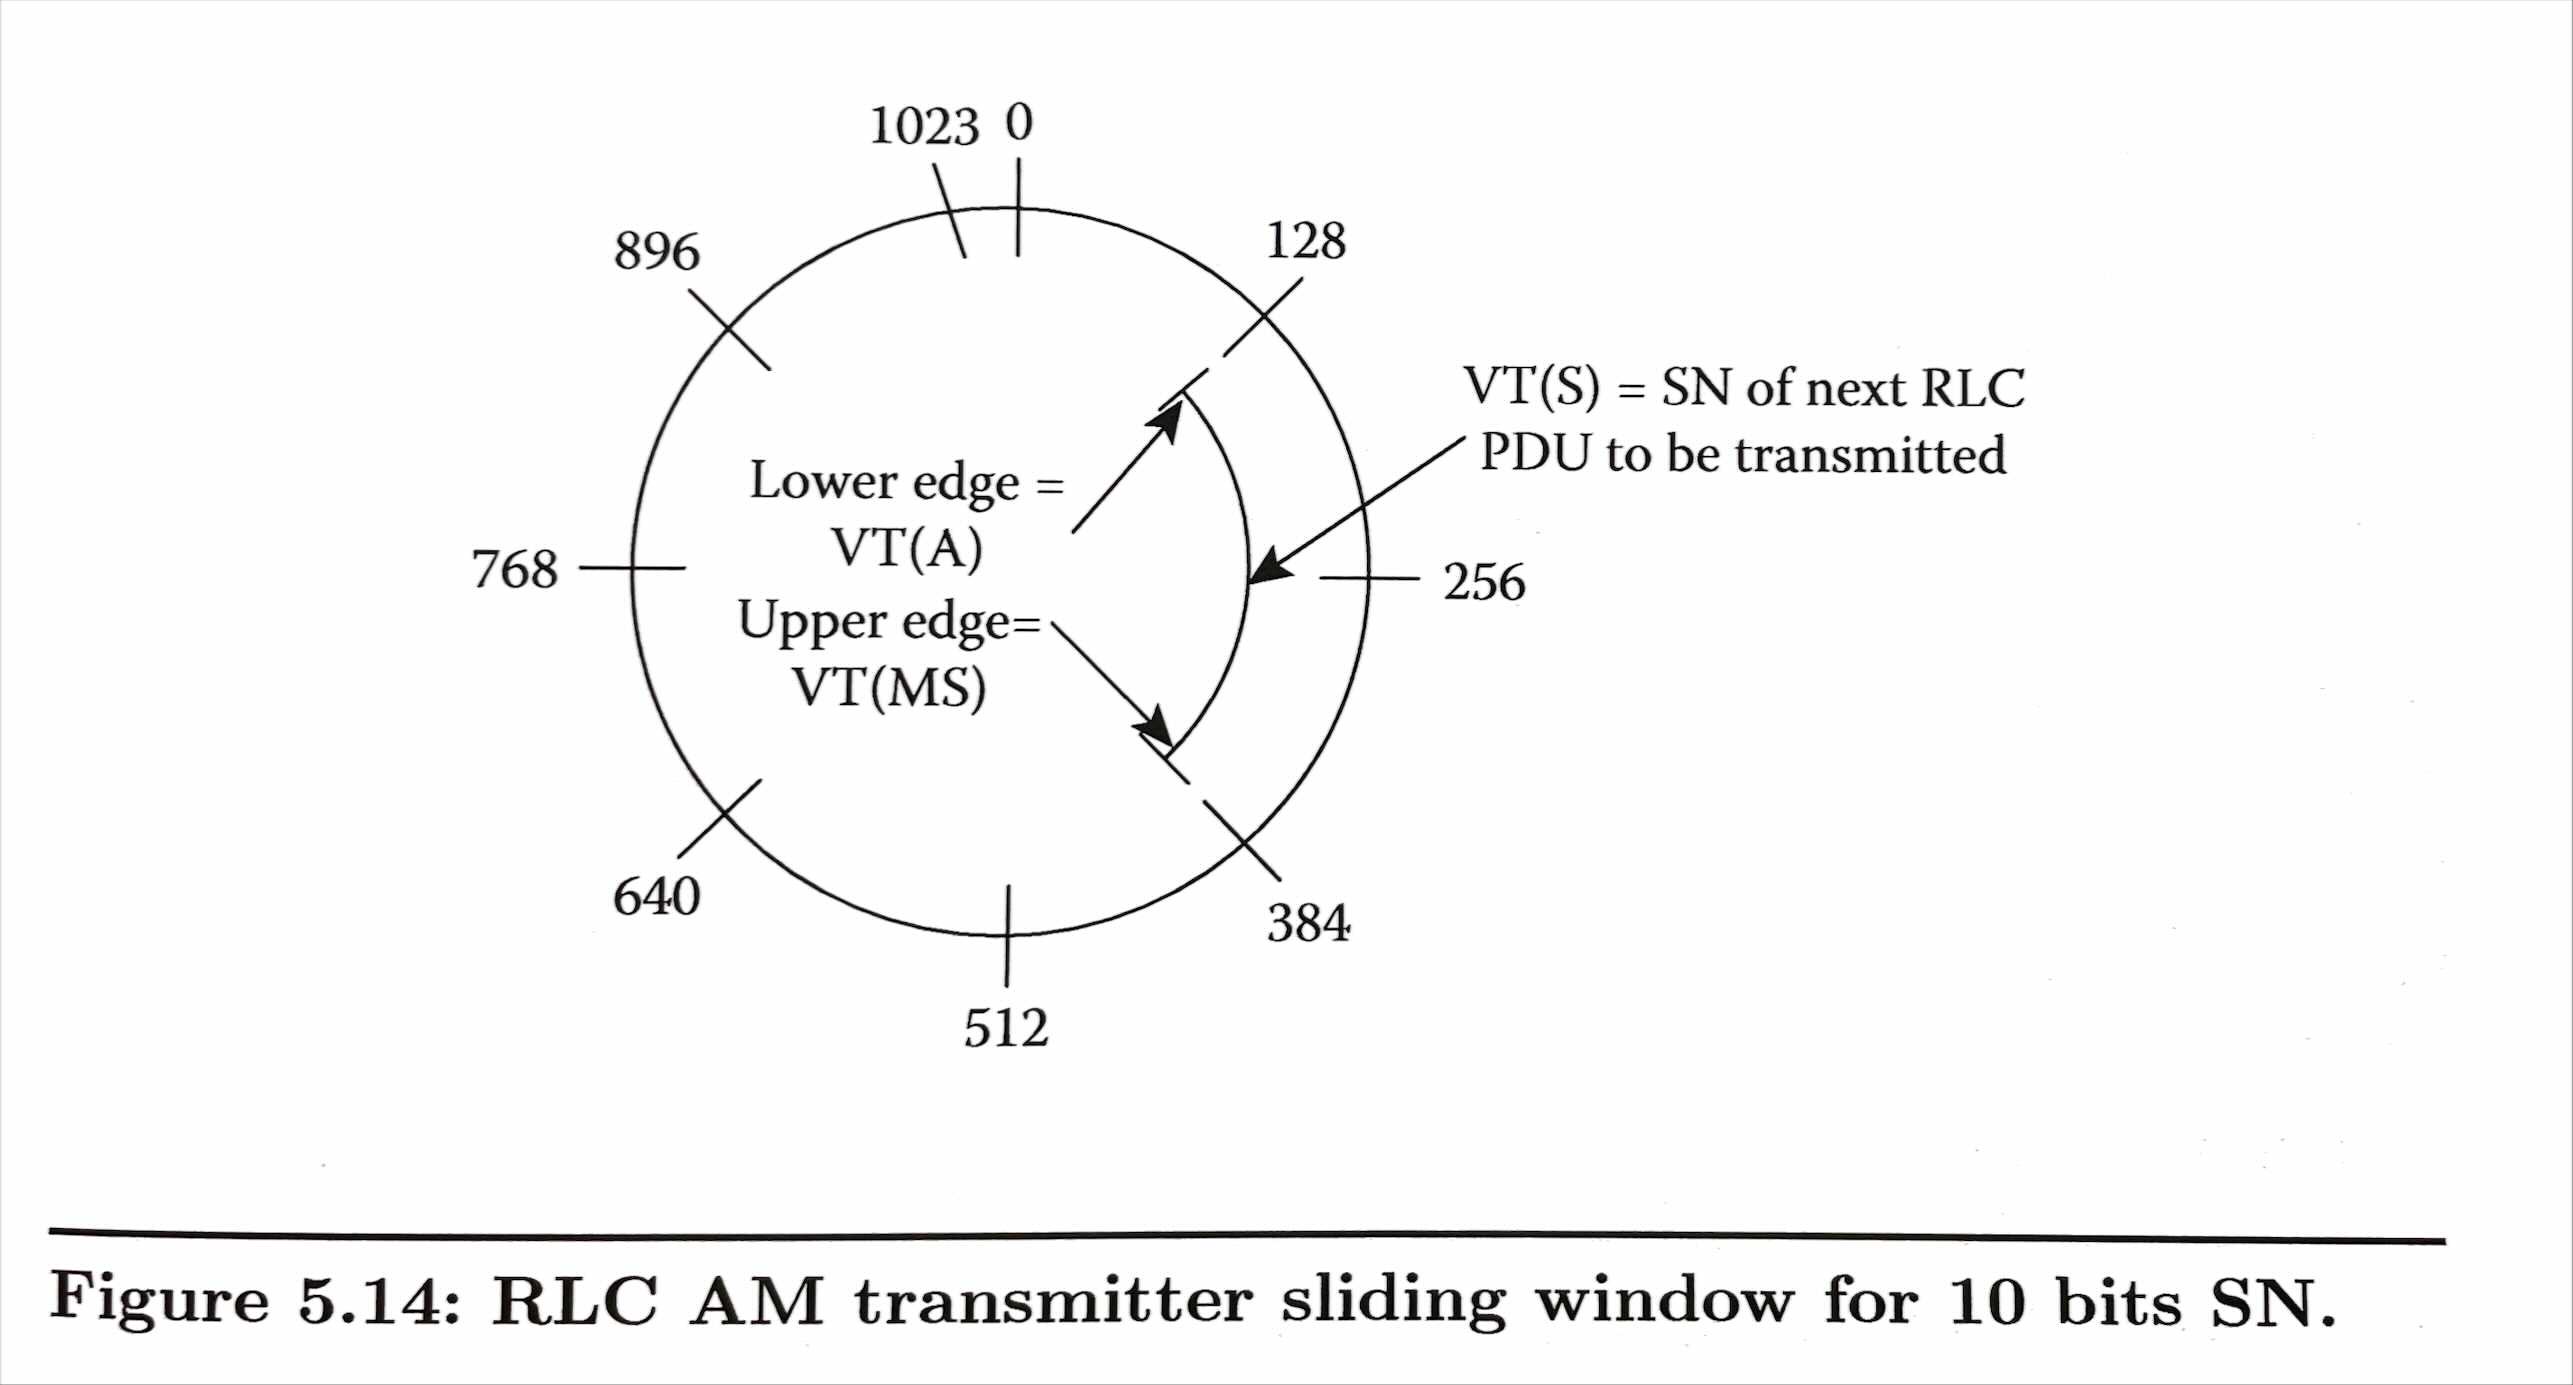 1023 0
896
128
VT(S) = SN of next RLC
PDU to be transmitted
Lower edge =
VT(A)
768
256
Upper edge=
VT(MS)
640
384
512
Figure 5.14: RLC AM transmitter sliding window for 10 bits SN.